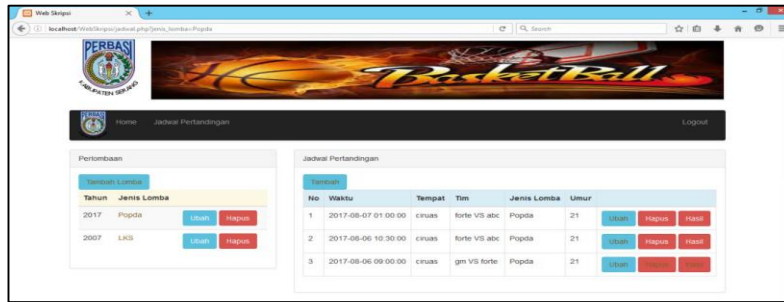 Web Skripsi
localhost/WebSkripsi/jadwal.php?jenis_lomba=Popda
Search
PERBASI
KABUPATEN SERANG
BasketBall
Home Jadwal Pertandingan Logout
Perlombaan
Tambah Lomba
Tahun Jenis Lomba
2017 Popda Ubah Hapus
2007 LKS Ubah Hapus
Jadwal Pertandingan
Tambah
No Waktu Tempat Tim Jenis Lomba Umur
1 2017-08-07 01:00:00 ciruas forte VS abc Popda 21 Ubah Hapus Hasil
2 2017-08-06 10:30:00 ciruas forte VS abc Popda 21 Ubah Hapus Hasil
3 2017-08-06 09:00:00 ciruas gm VS forte Popda 21 Ubah Hapus Hasil